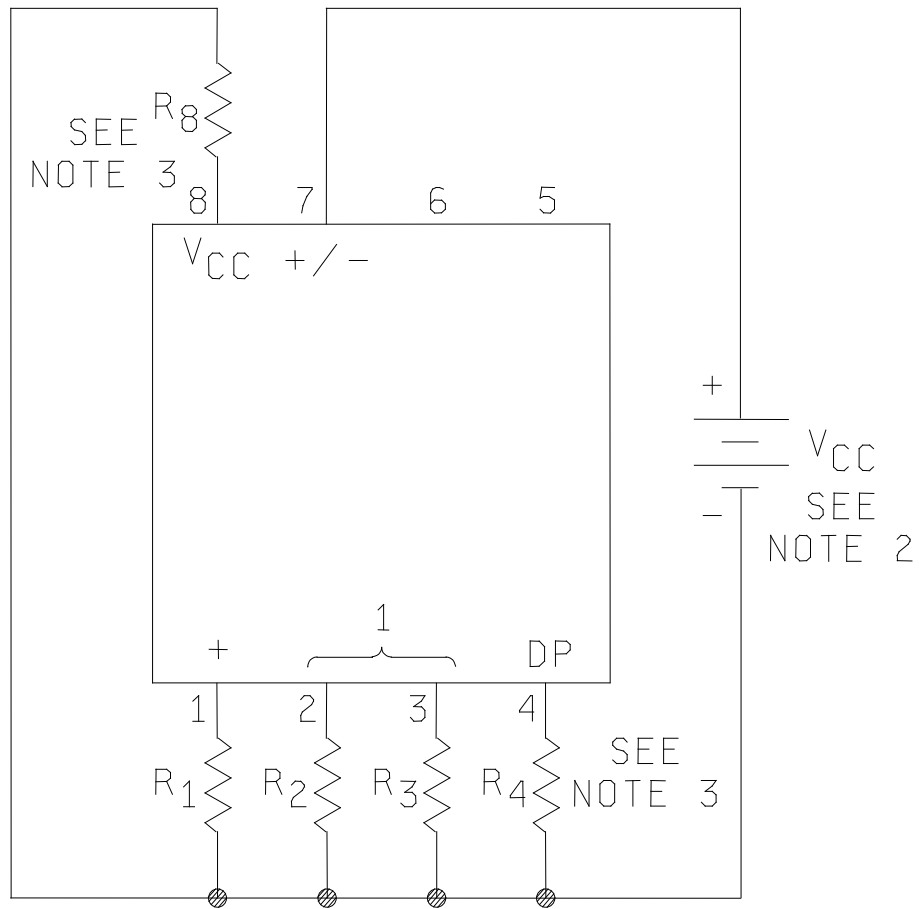 R8
SEE
NOTE 3
8 7 6 5
VCC +/-
+
VCC
SEE
NOTE 2
-
1
+ DP
1 2 3 4
R1 R2 R3 R4
SEE
NOTE 3